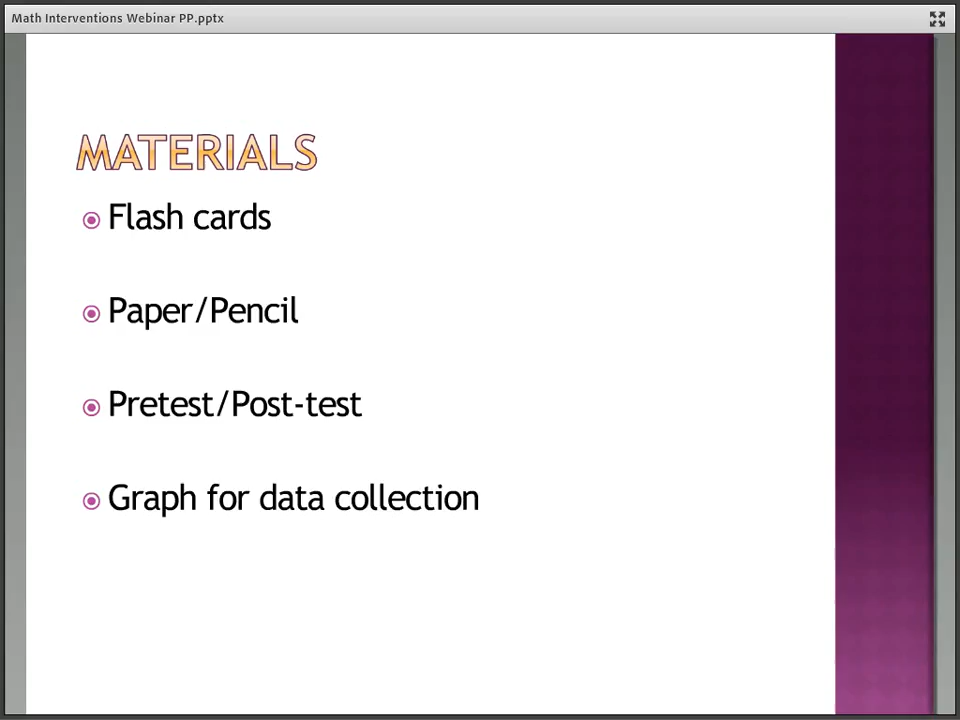 Math Interventions Webinar PP.pptx
MATERIALS
Flash cards
Paper/Pencil
Pretest/Post-test
Graph for data collection